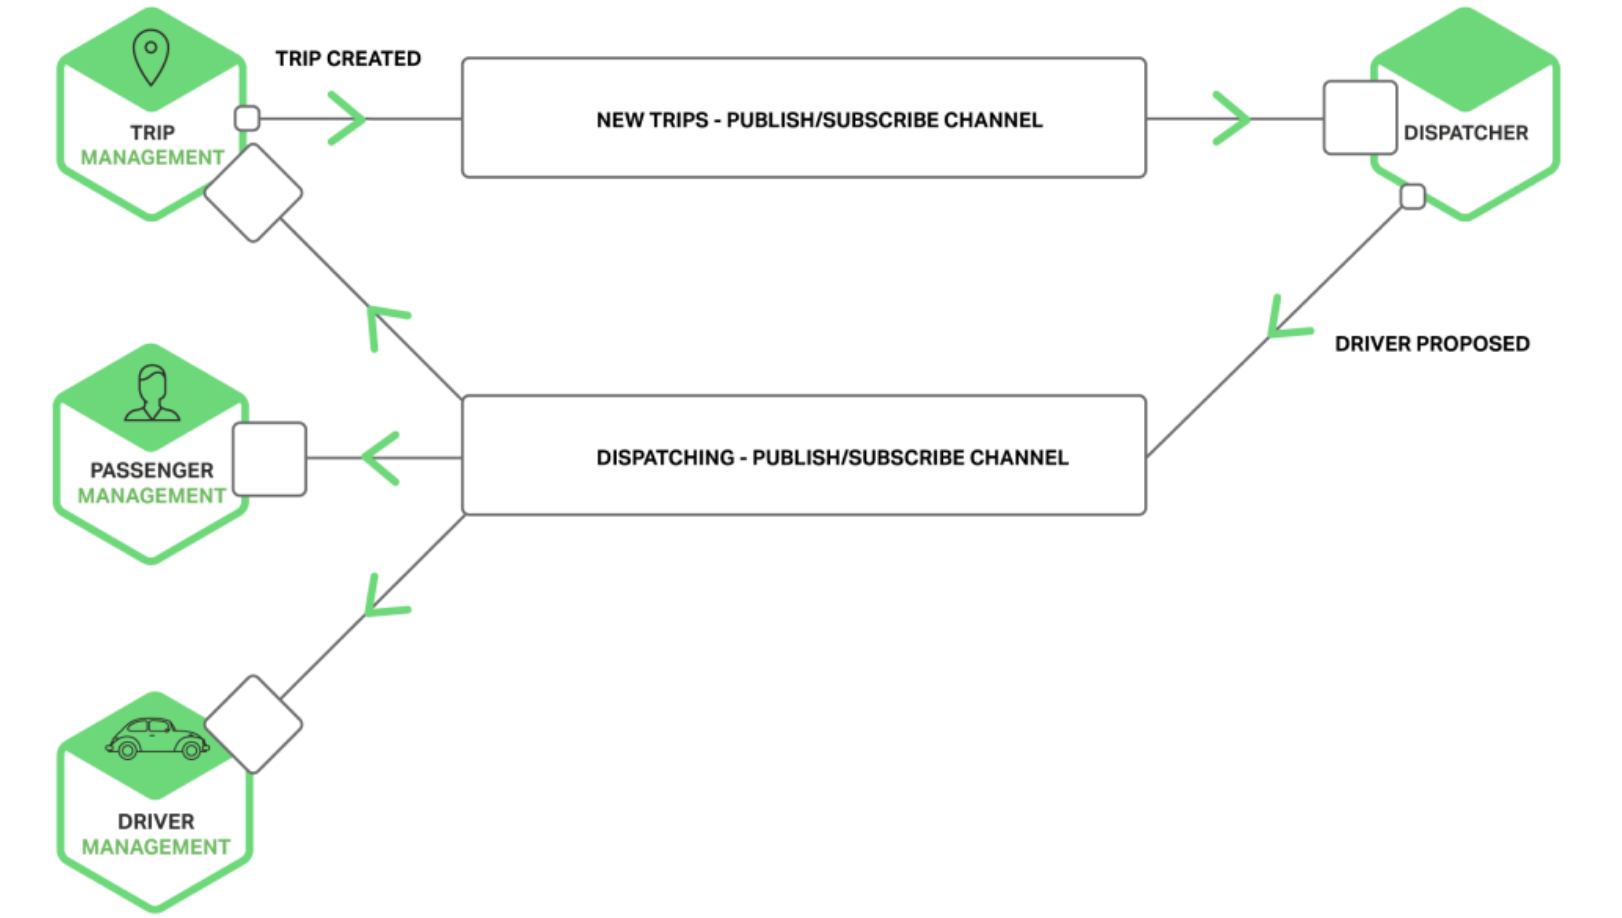 TRIP CREATED
NEW TRIPS - PUBLISH/SUBSCRIBE CHANNEL
TRIP
MANAGEMENT
DISPATCHER
DRIVER PROPOSED
PASSENGER
MANAGEMENT
DISPATCHING - PUBLISH/SUBSCRIBE CHANNEL
DRIVER
MANAGEMENT